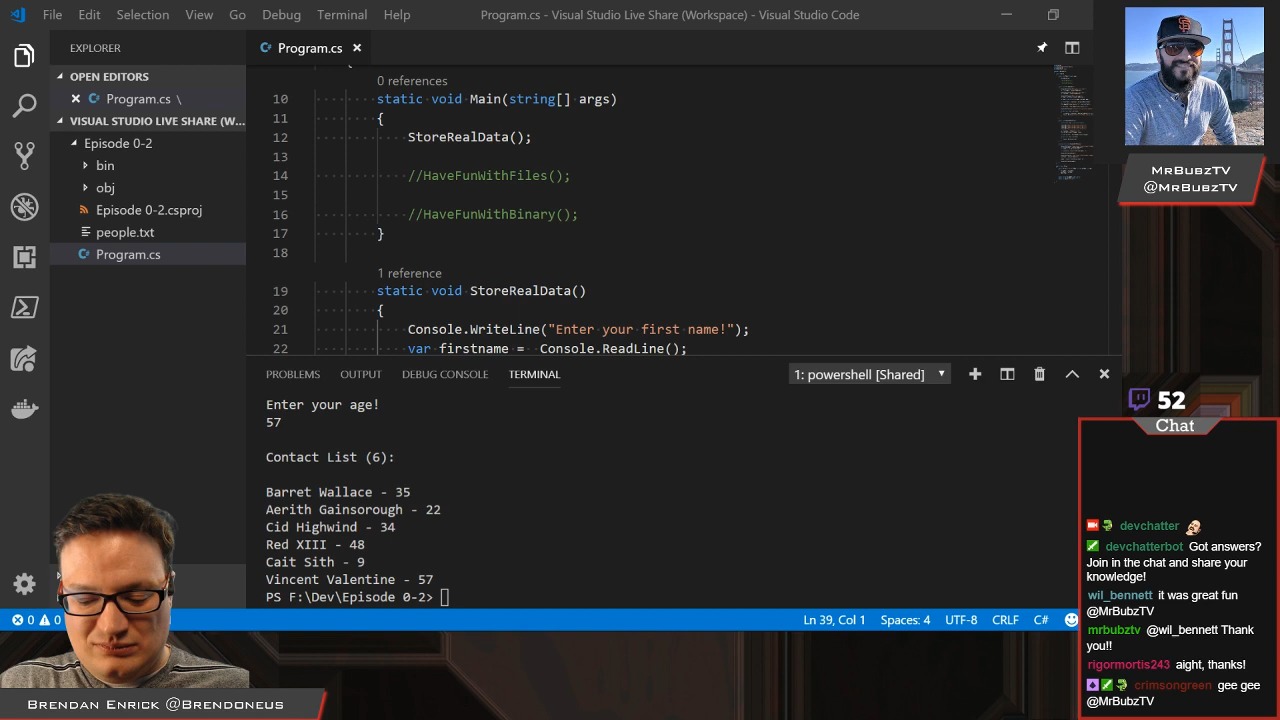 File Edit Selection View Go Debug Terminal Help
Program.cs - Visual Studio Live Share (Workspace) - Visual Studio Code
EXPLORER
OPEN EDITORS
Program.cs \
VISUAL STUDIO LIVE SHARE (W...
Episode 0-2
bin
obj
Episode 0-2.csproj
people.txt
Program.cs
Program.cs
0 references
10 static void Main(string[] args)
11 {
12 StoreRealData();
13
14 //HaveFunWithFiles();
15
16 //HaveFunWithBinary();
17 }
18
1 reference
19 static void StoreRealData()
20 {
21 Console.WriteLine("Enter your first name!");
22 var firstname = Console.ReadLine();
PROBLEMS OUTPUT DEBUG CONSOLE TERMINAL
1: powershell [Shared]
Enter your age!
57
Contact List (6):
Barret Wallace - 35
Aerith Gainsorough - 22
Cid Highwind - 34
Red XIII - 48
Cait Sith - 9
Vincent Valentine - 57
PS F:\Dev\Episode 0-2>
0 0
Ln 39, Col 1 Spaces: 4 UTF-8 CRLF C#
MrBubzTV
@MrBubzTV
52
Chat
devchatter
devchatterbot Got answers?
Join in the chat and share your
knowledge!
wil_bennett it was great fun
@MrBubzTV
mrbubztv @wil_bennett Thank
you!!
rigormortis243 aight, thanks!
crimsongreen gee gee
@MrBubzTV
Brendan Enrick @Brendoneus